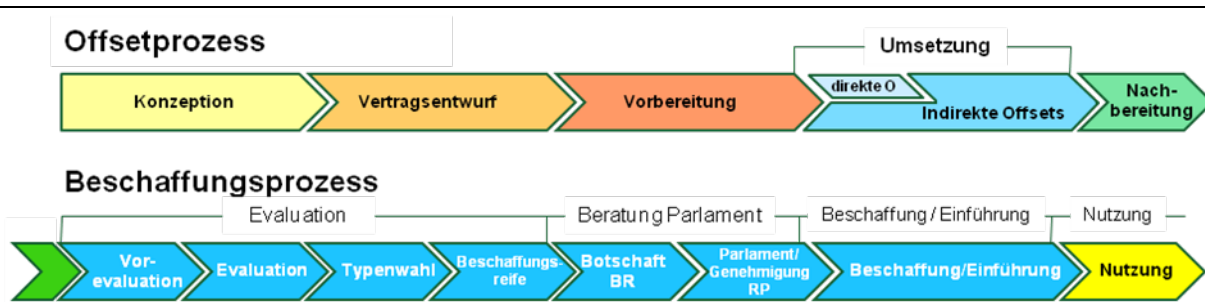 Offsetprozess
Umsetzung
Konzeption
Vertragsentwurf
Vorbereitung
direkte O
Indirekte Offsets
Nach-
bereitung
Beschaffungsprozess
Evaluation
Beratung Parlament
Beschaffung / Einführung
Nutzung
Vor-
evaluation
Evaluation
Typenwahl
Beschaffungs-
reife
Botschaft
BR
Parlament/
Genehmigung
RP
Beschaffung/Einführung
Nutzung